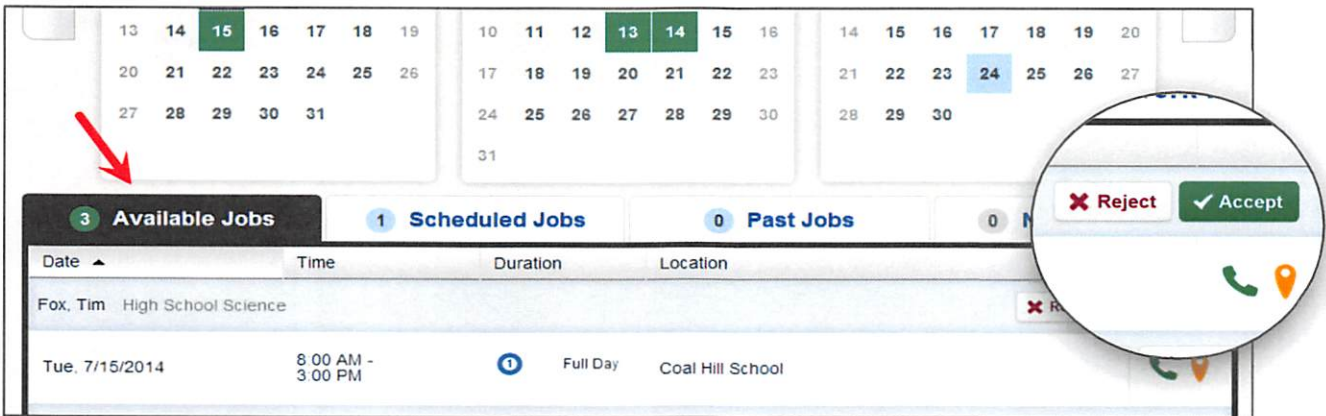 13 14 15 16 17 18 19
20 21 22 23 24 25 26
27 28 29 30 31
10 11 12 13 14 15 16
17 18 19 20 21 22 23
24 25 26 27 28 29 30
31
14 15 16 17 18 19 20
21 22 23 24 25 26 27
28 29 30
3 Available Jobs 1 Scheduled Jobs 0 Past Jobs 0
Reject Accept
Date Time Duration Location
Fox, Tim High School Science
Tue, 7/15/2014 8:00 AM - 3:00 PM 1 Full Day Coal Hill School